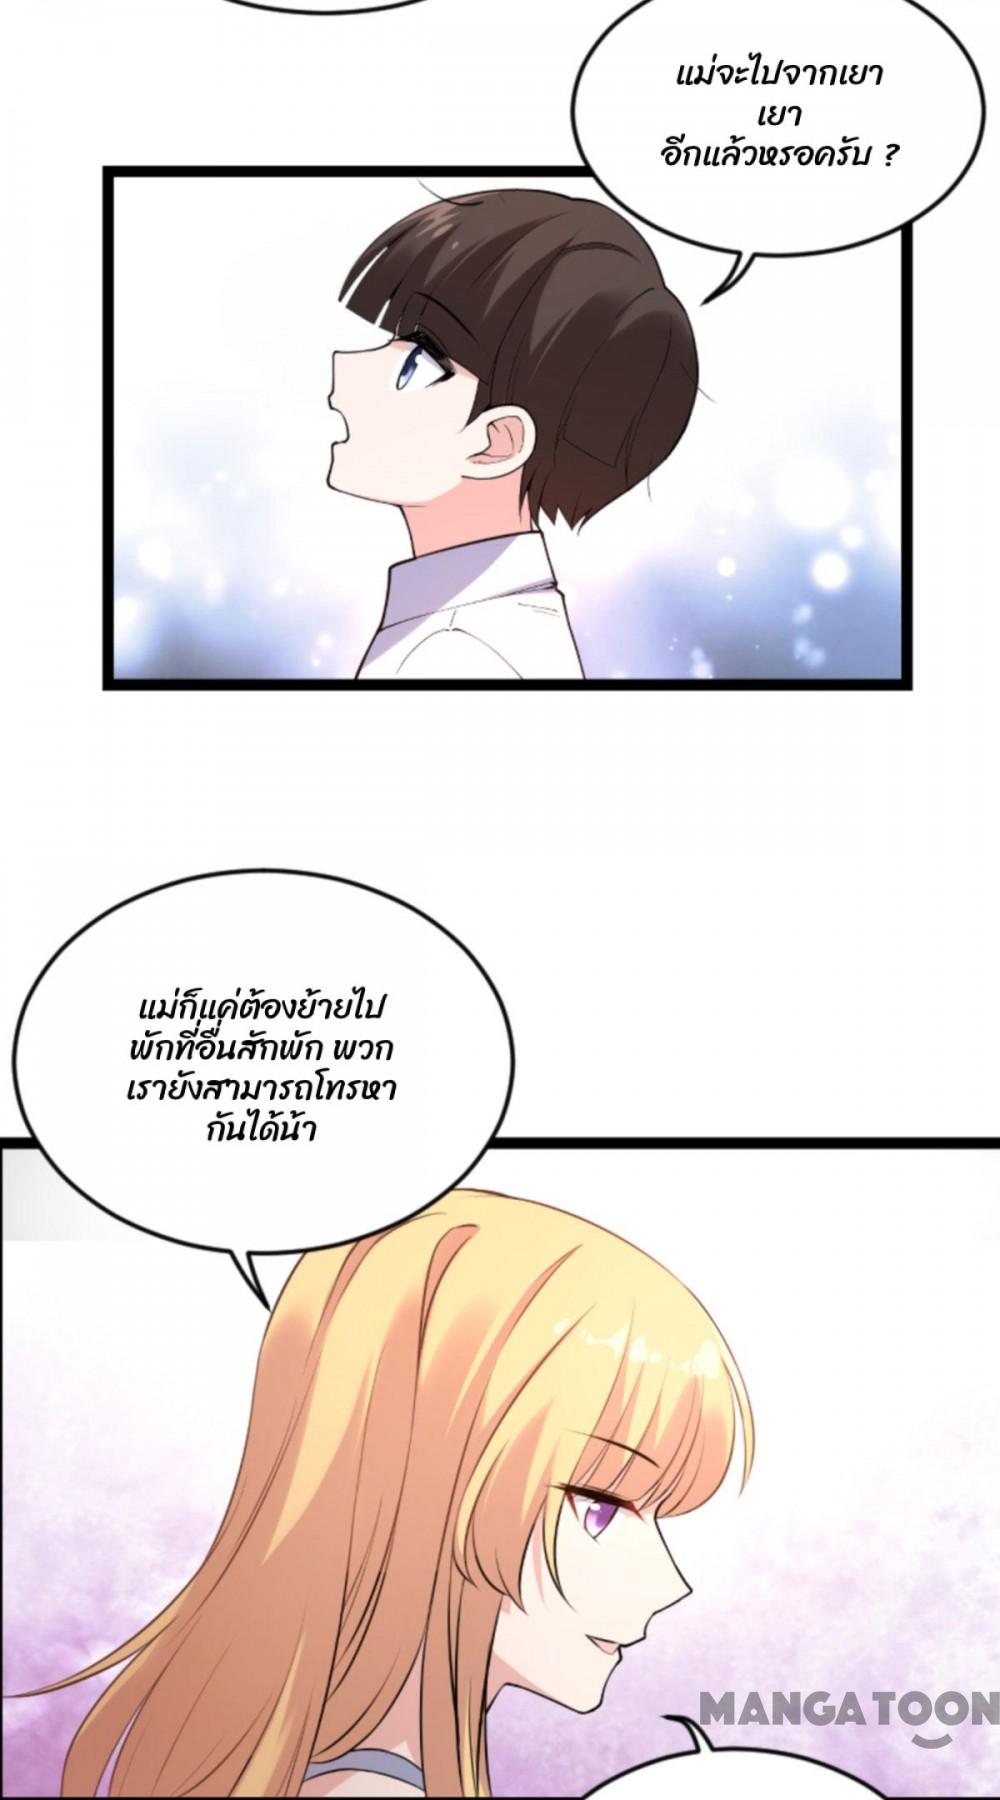 แม่จะไปจากเยา
เยา
อีกแล้วหรอครับ ?
แม่ก็แค่ต้องย้ายไป
พักที่อื่นสักพัก พวก
เรายังสามารถโทรหา
กันได้น้า
MANGATOON